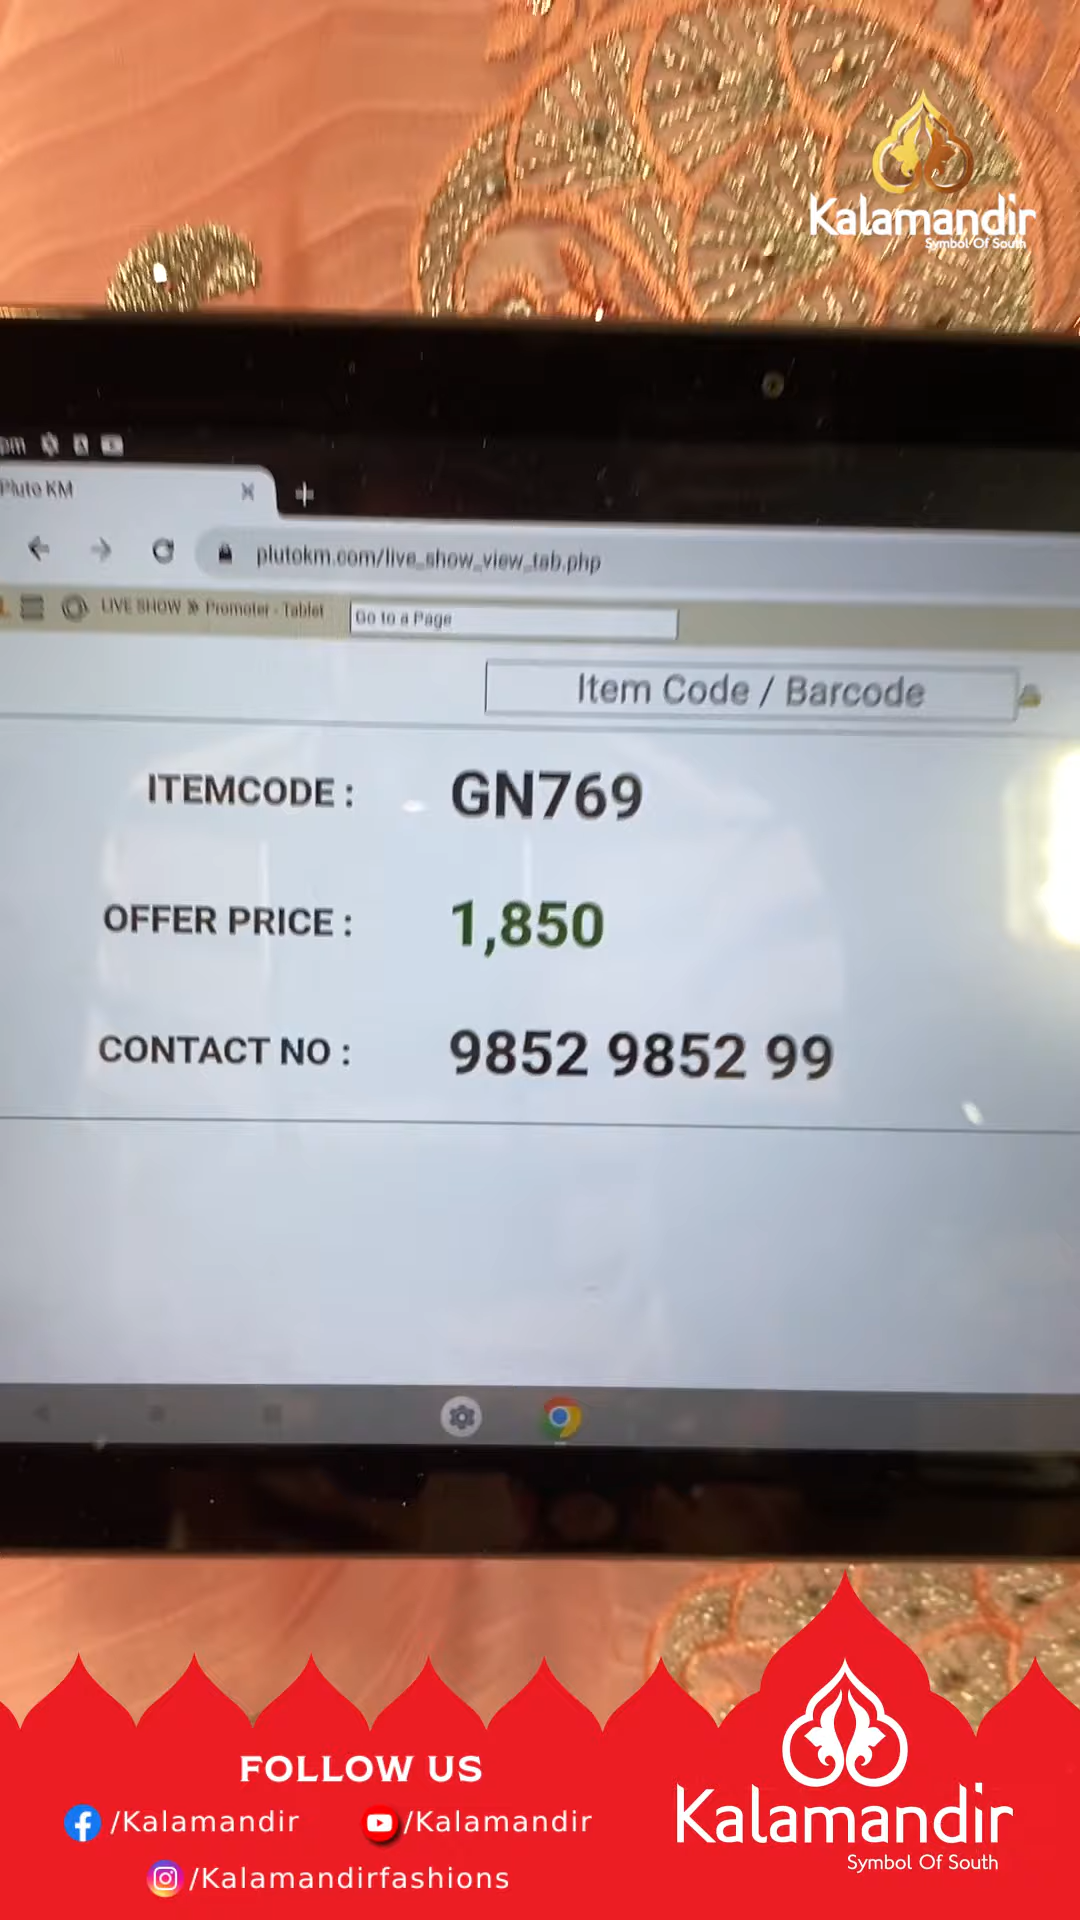 Kalamandir
Symbol Of South
pm
Pluto KM
plutokm.com/live_show_view_tab.php
LIVE SHOW » Promoter - Tablet
Go to a Page
Item Code / Barcode
ITEMCODE : GN769
OFFER PRICE : 1,850
CONTACT NO : 9852 9852 99
FOLLOW US
/Kalamandir /Kalamandir
/Kalamandirfashions
Kalamandir
Symbol Of South